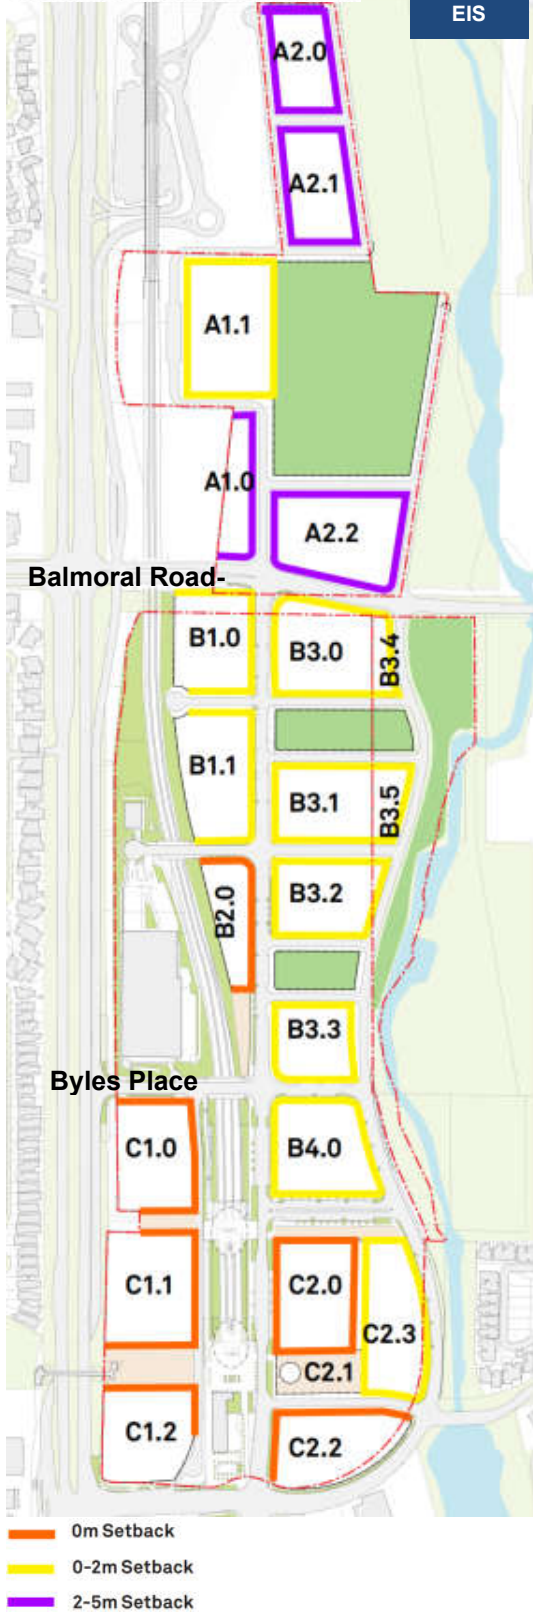 EIS
A2.0
A2.1
A1.1
A1.0
A2.2
Balmoral Road-
B1.0
B3.0
B3.4
B1.1
B3.1
B3.5
B2.0
B3.2
B3.3
Byles Place
C1.0
B4.0
C1.1
C2.0
C2.3
C2.1
C1.2
C2.2
0m Setback
0-2m Setback
2-5m Setback